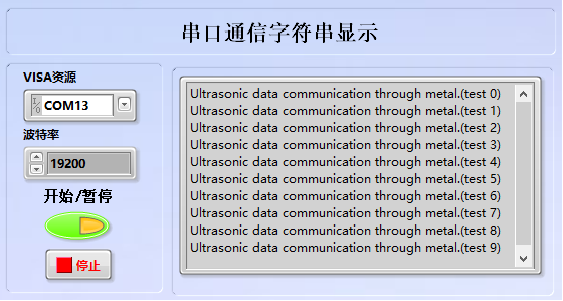 串口通信字符串显示
VISA资源
I/O COM13
波特率
19200
开始/暂停
停止
Ultrasonic data communication through metal.(test 0)
Ultrasonic data communication through metal.(test 1)
Ultrasonic data communication through metal.(test 2)
Ultrasonic data communication through metal.(test 3)
Ultrasonic data communication through metal.(test 4)
Ultrasonic data communication through metal.(test 5)
Ultrasonic data communication through metal.(test 6)
Ultrasonic data communication through metal.(test 7)
Ultrasonic data communication through metal.(test 8)
Ultrasonic data communication through metal.(test 9)